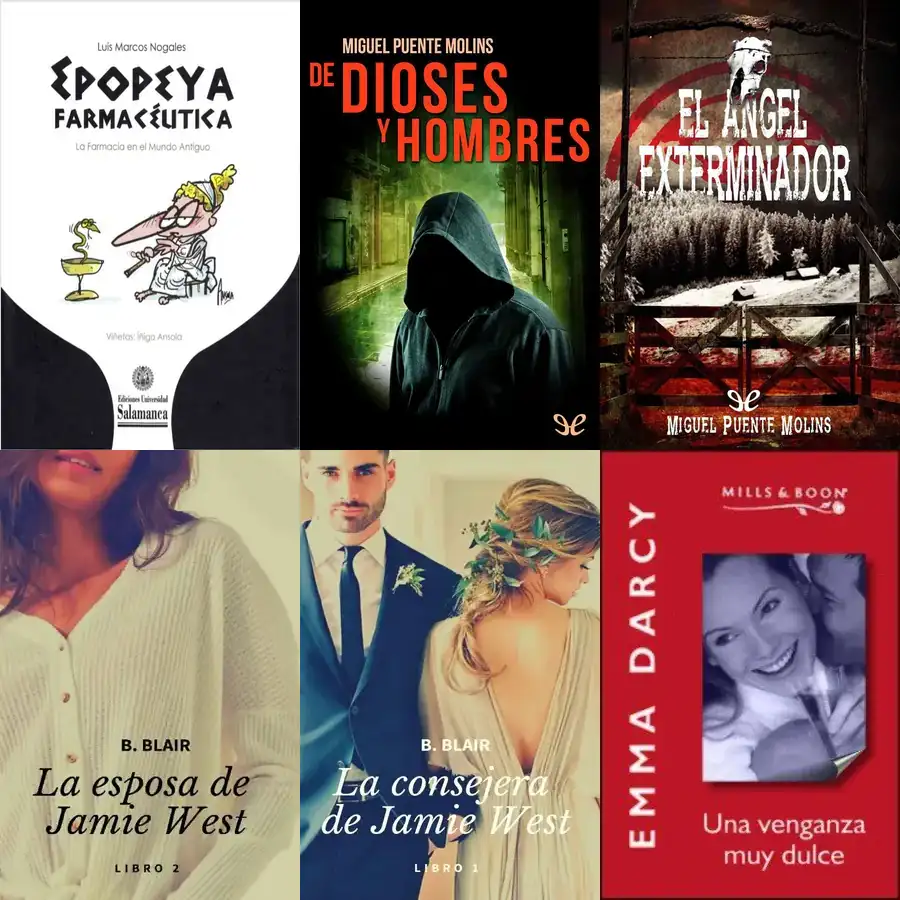 Luis Marcos Nogales
EPOPEYA
FARMACÉUTICA
La Farmacia en el Mundo Antiguo
Viñetas: Íñigo Ansola
Ediciones Universidad
Salamanca
MIGUEL PUENTE MOLINS
DE DIOSES
Y HOMBRES
EL ÁNGEL
EXTERMINADOR
MIGUEL PUENTE MOLINS
B. BLAIR
La esposa de
Jamie West
LIBRO 2
B. BLAIR
La consejera
de Jamie West
LIBRO 1
MILLS & BOON
EMMA DARCY
Una venganza
muy dulce